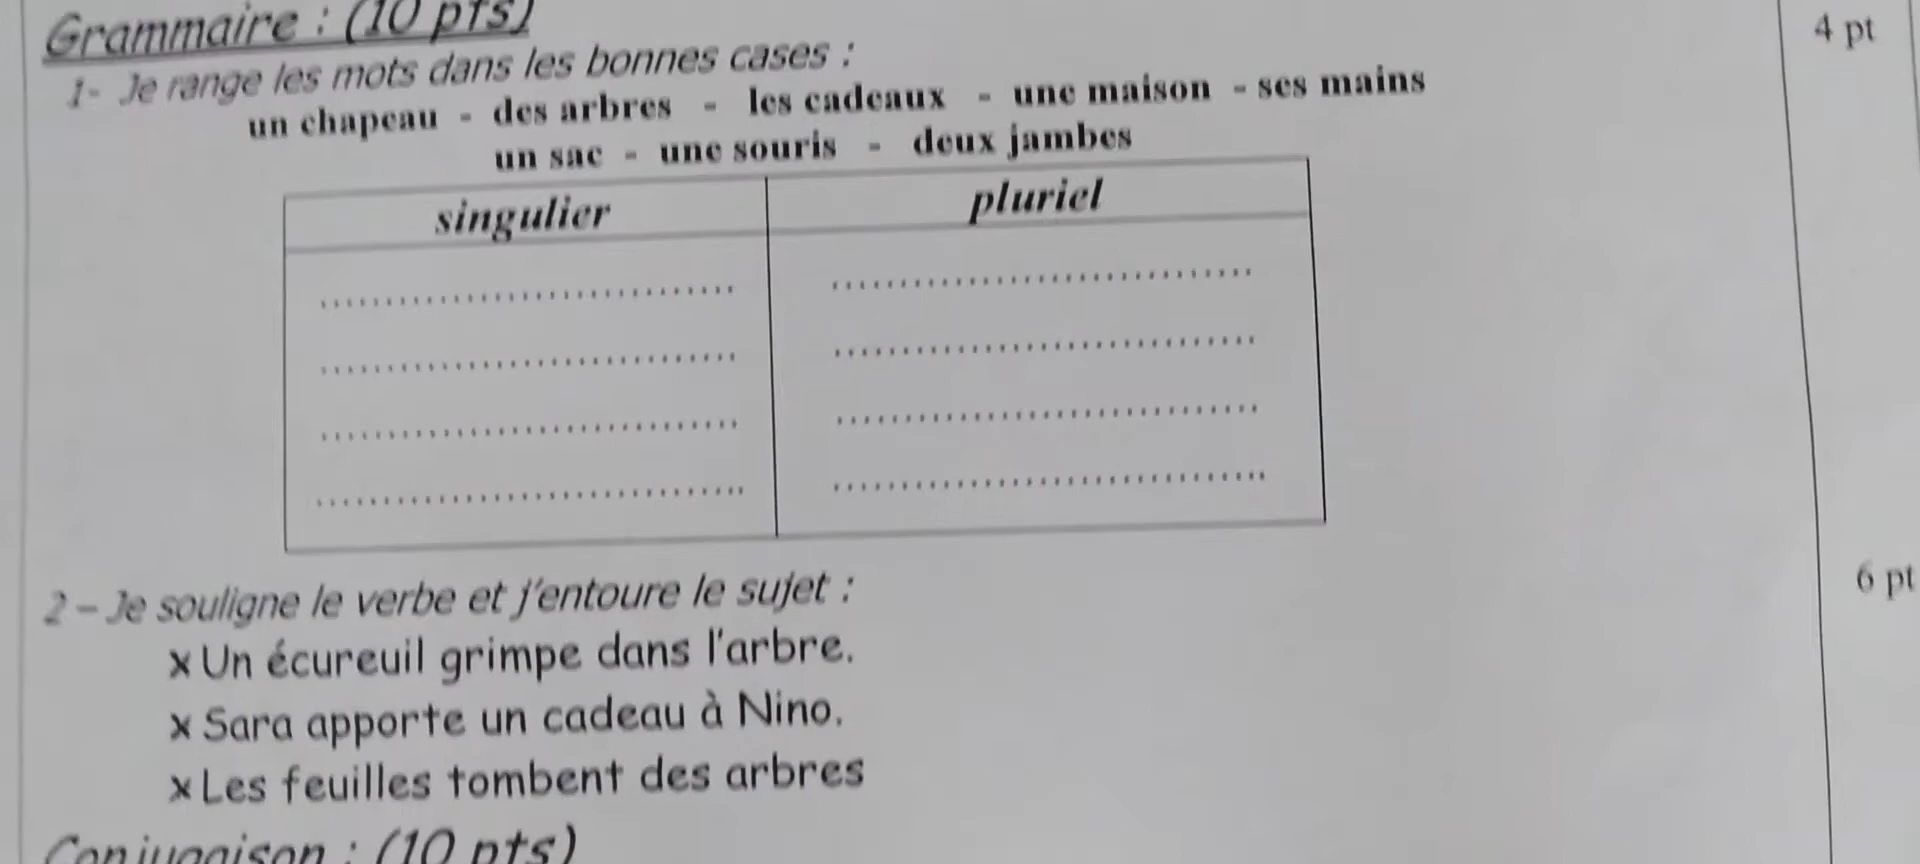 Grammaire : (10 pts)
4 pt
1- Je range les mots dans les bonnes cases :
un chapeau - des arbres - les cadeaux - une maison - ses mains
un sac - une souris - deux jambes
singulier pluriel
.............................. ..............................
.............................. ..............................
.............................. ..............................
.............................. ..............................
2 – Je souligne le verbe et j'entoure le sujet :
6 pt
x Un écureuil grimpe dans l'arbre.
x Sara apporte un cadeau à Nino.
x Les feuilles tombent des arbres
Conjugaison : (10 pts)